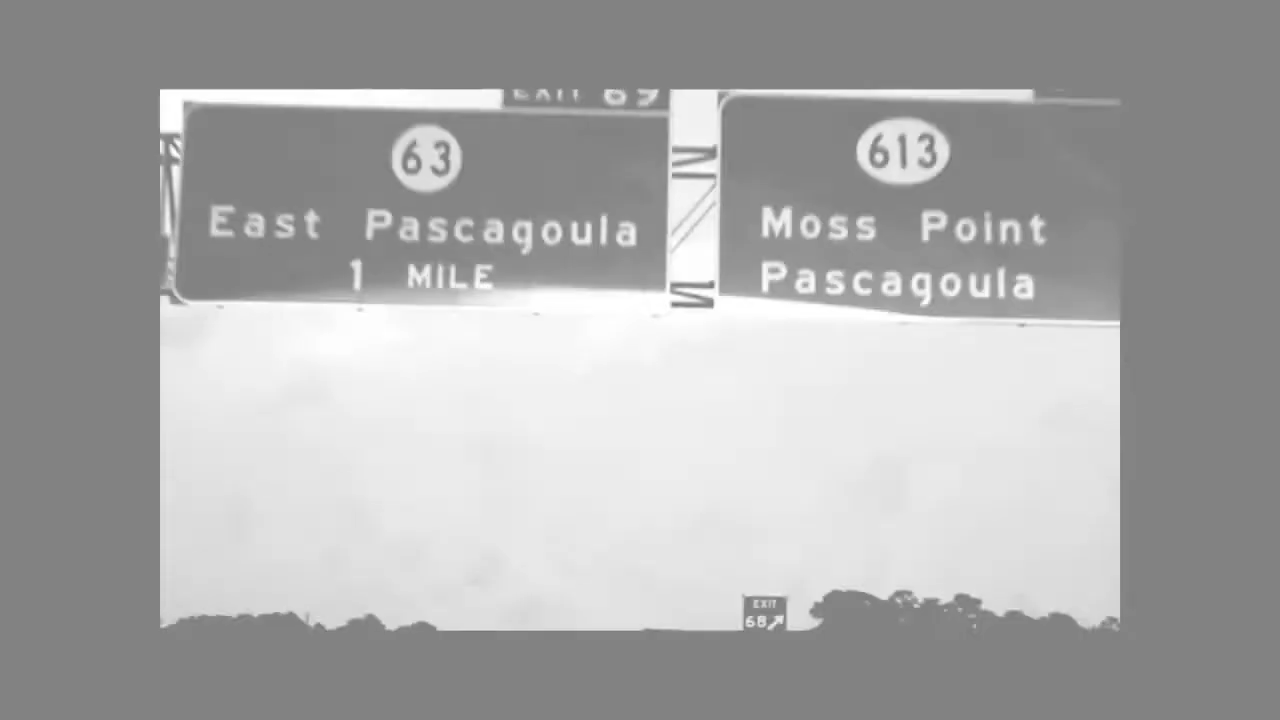 EXIT 69
63
East Pascagoula
1 MILE
613
Moss Point
Pascagoula
EXIT
68